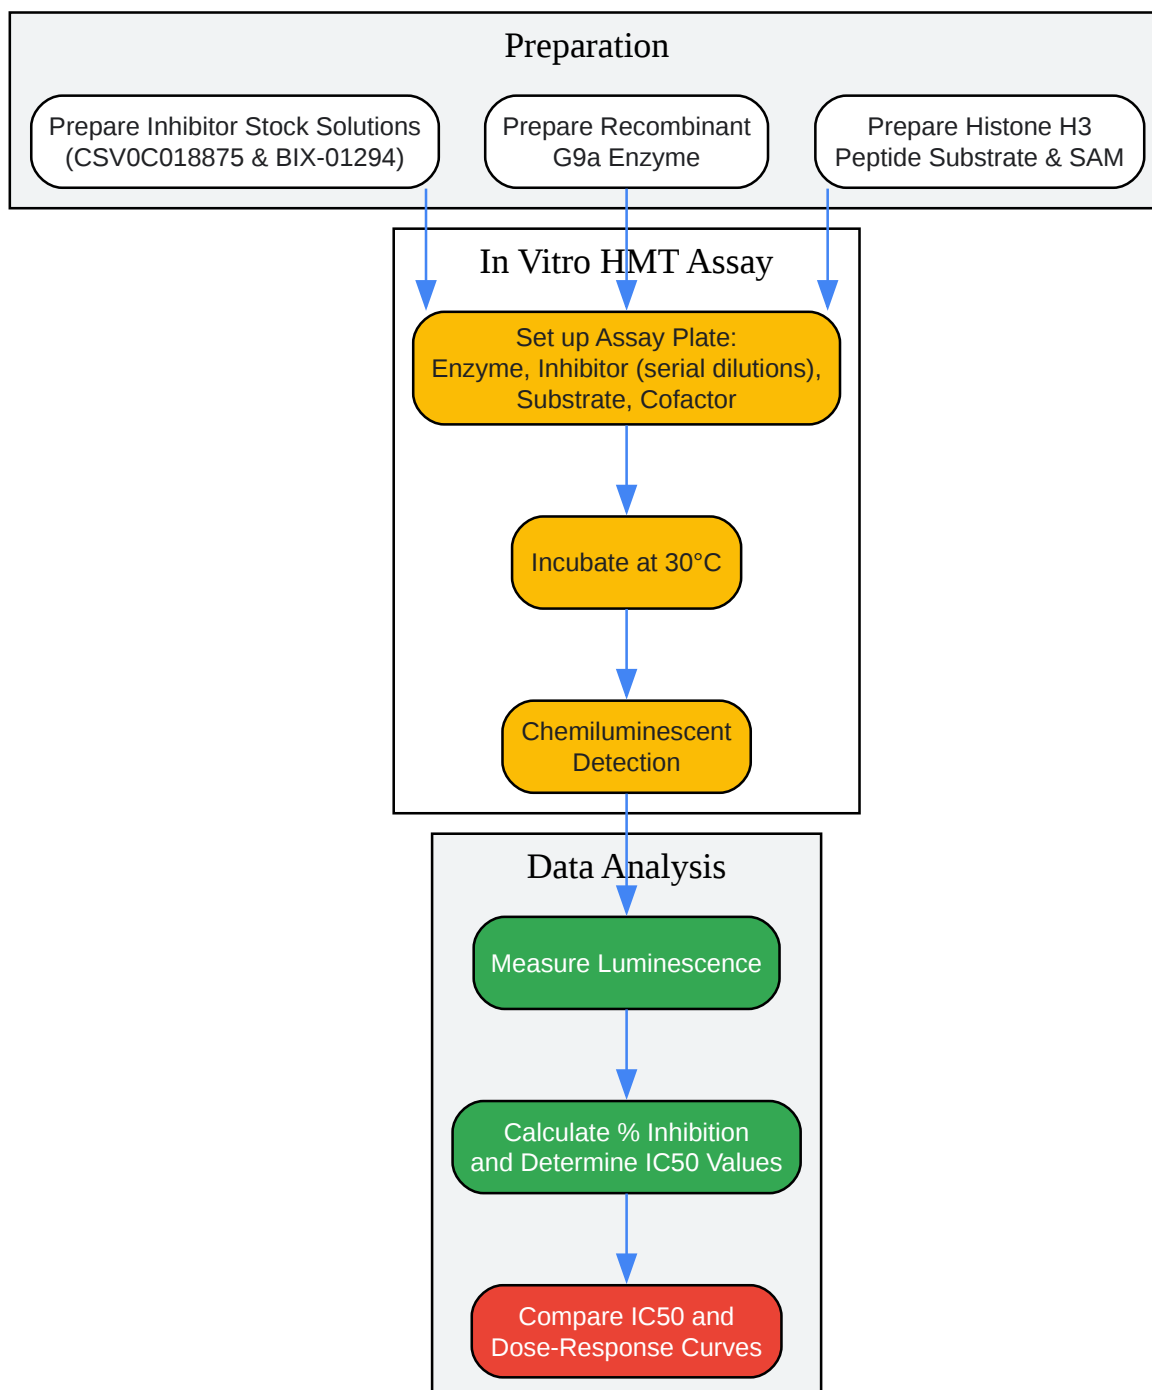 Preparation
Prepare Inhibitor Stock Solutions
(CSV0C018875 & BIX-01294)
Prepare Recombinant
G9a Enzyme
Prepare Histone H3
Peptide Substrate & SAM
In Vitro HMT Assay
Set up Assay Plate:
Enzyme, Inhibitor (serial dilutions),
Substrate, Cofactor
Incubate at 30°C
Chemiluminescent
Detection
Data Analysis
Measure Luminescence
Calculate % Inhibition
and Determine IC50 Values
Compare IC50 and
Dose-Response Curves